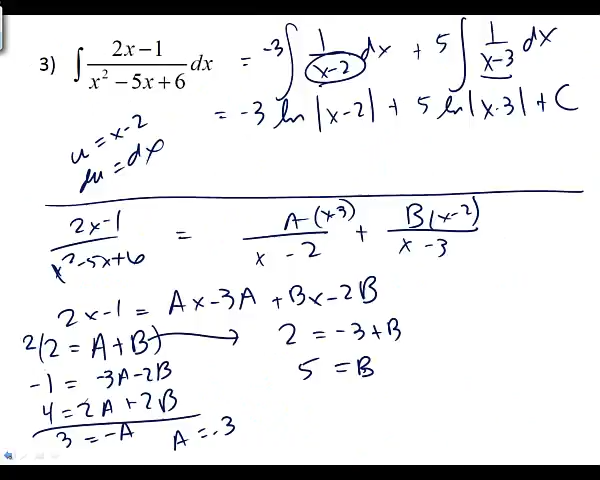 3) ∫ (2x − 1)/(x² − 5x + 6) dx = -3 ∫ 1/(x-2) dx + 5 ∫ 1/(x-3) dx
= -3 ln |x-2| + 5 ln |x-3| + C
u = x-2
du = dx
(2x-1)/(x²-5x+6) = A(x-3)/(x-2) + B(x-2)/(x-3)
2x-1 = Ax-3A + Bx-2B
2(2 = A+B) → 2 = -3+B
-1 = -3A-2B
5 = B
4 = 2A+2B
3 = -A A = -3